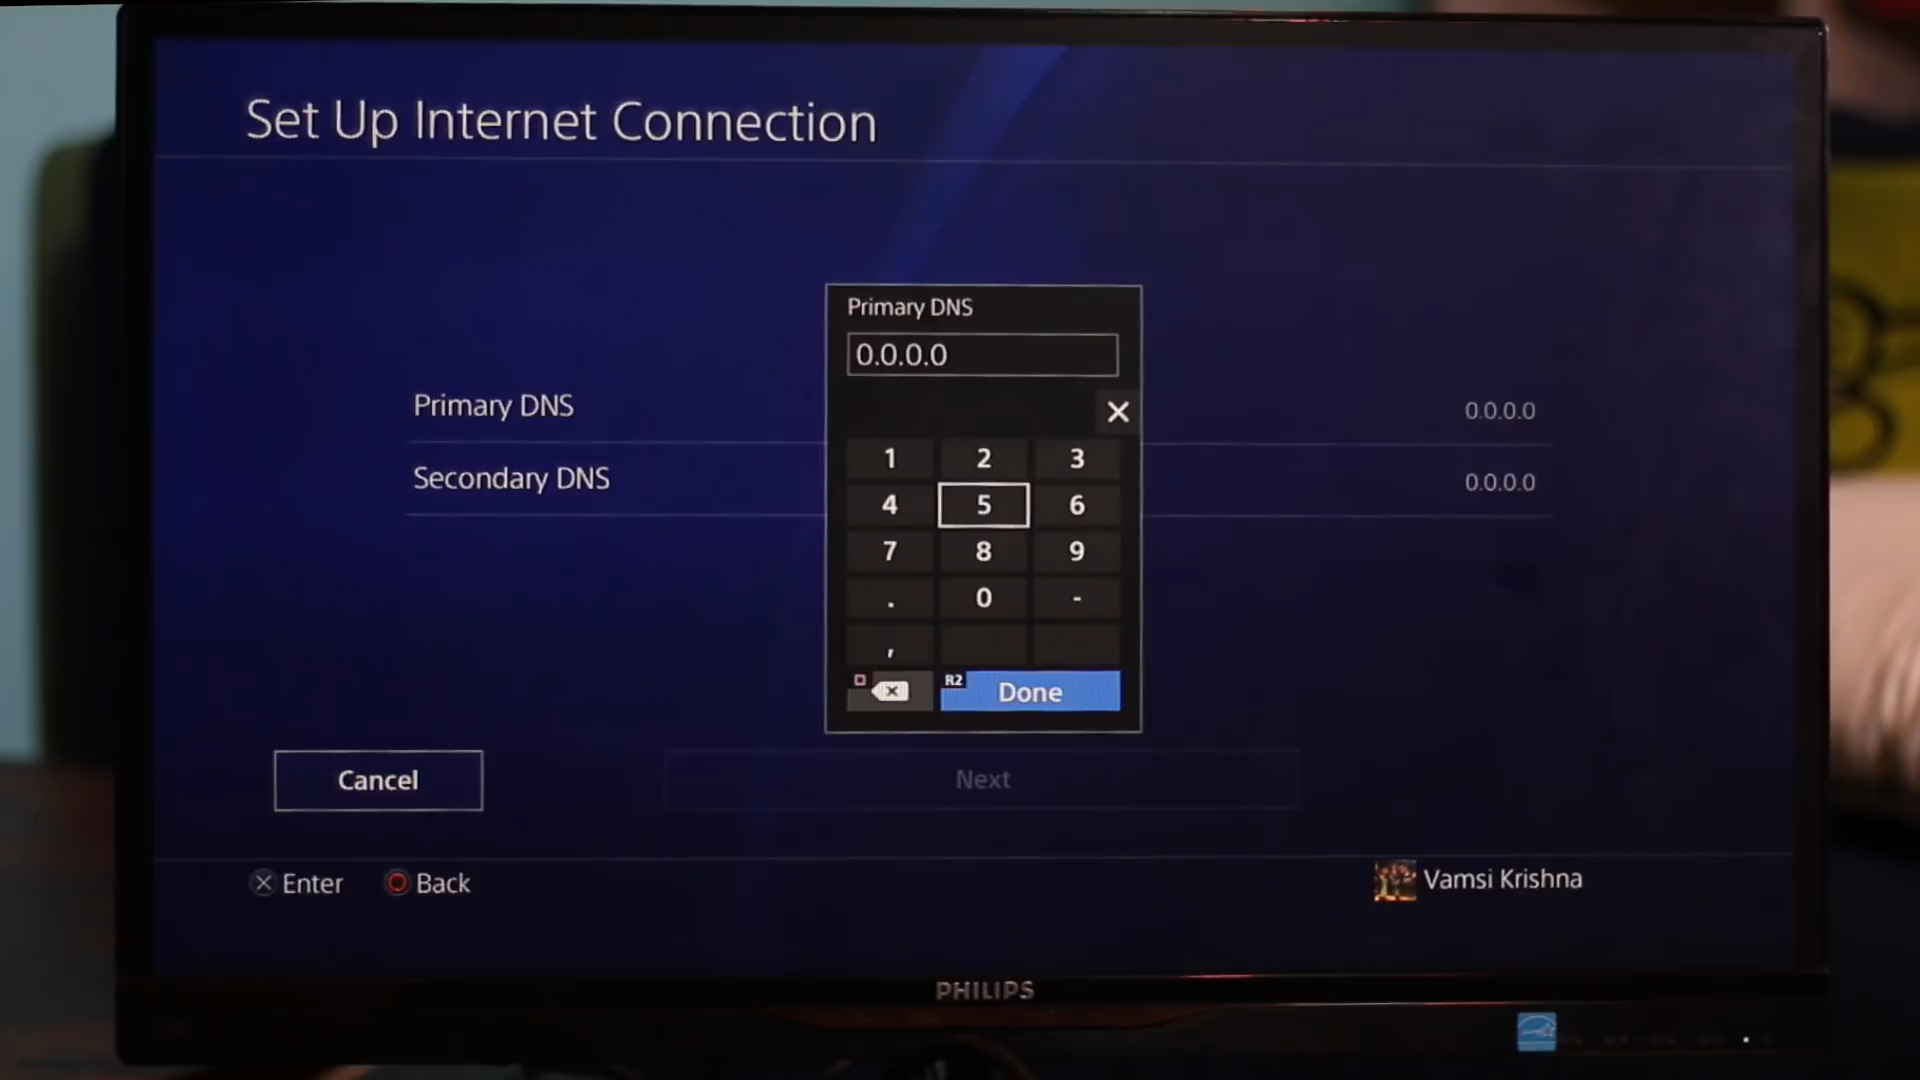 Set Up Internet Connection
Primary DNS
0.0.0.0
Primary DNS
0.0.0.0
Secondary DNS
0.0.0.0
1 2 3
4 5 6
7 8 9
. 0 -
,
R2 Done
Cancel
Next
Enter Back
Vamsi Krishna
PHILIPS